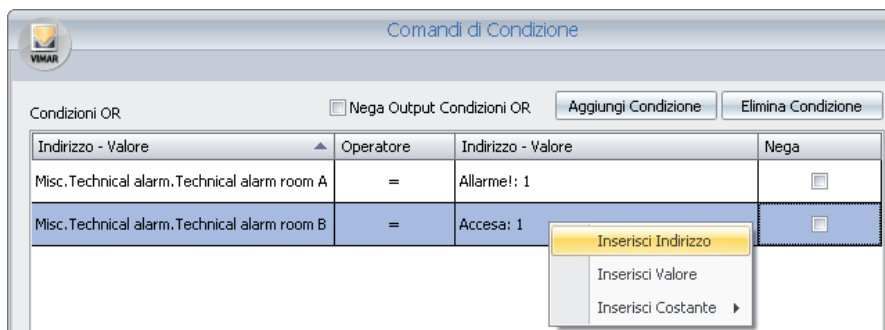 Comandi di Condizione
VIMAR
Condizioni OR Nega Output Condizioni OR Aggiungi Condizione Elimina Condizione
Indirizzo - Valore Operatore Indirizzo - Valore Nega
Misc.Technical alarm.Technical alarm room A = Allarme!: 1
Misc.Technical alarm.Technical alarm room B = Accesa: 1
Inserisci Indirizzo
Inserisci Valore
Inserisci Costante